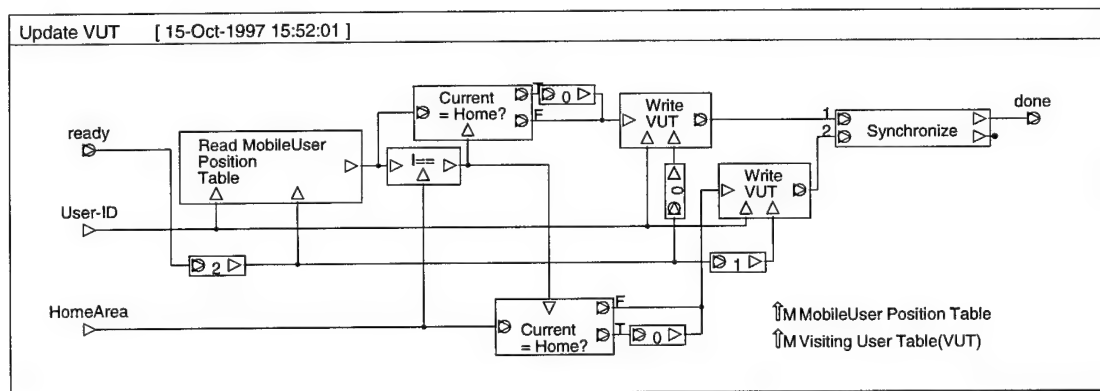 Update VUT [ 15-Oct-1997 15:52:01 ]
ready
Read MobileUser
Position
Table
User-ID
2
HomeArea
Current
= Home?
T
F
0
I==
Write
VUT
0
Write
VUT
1
1
2
Synchronize
done
Current
= Home?
F
T
0
M MobileUser Position Table
M Visiting User Table(VUT)